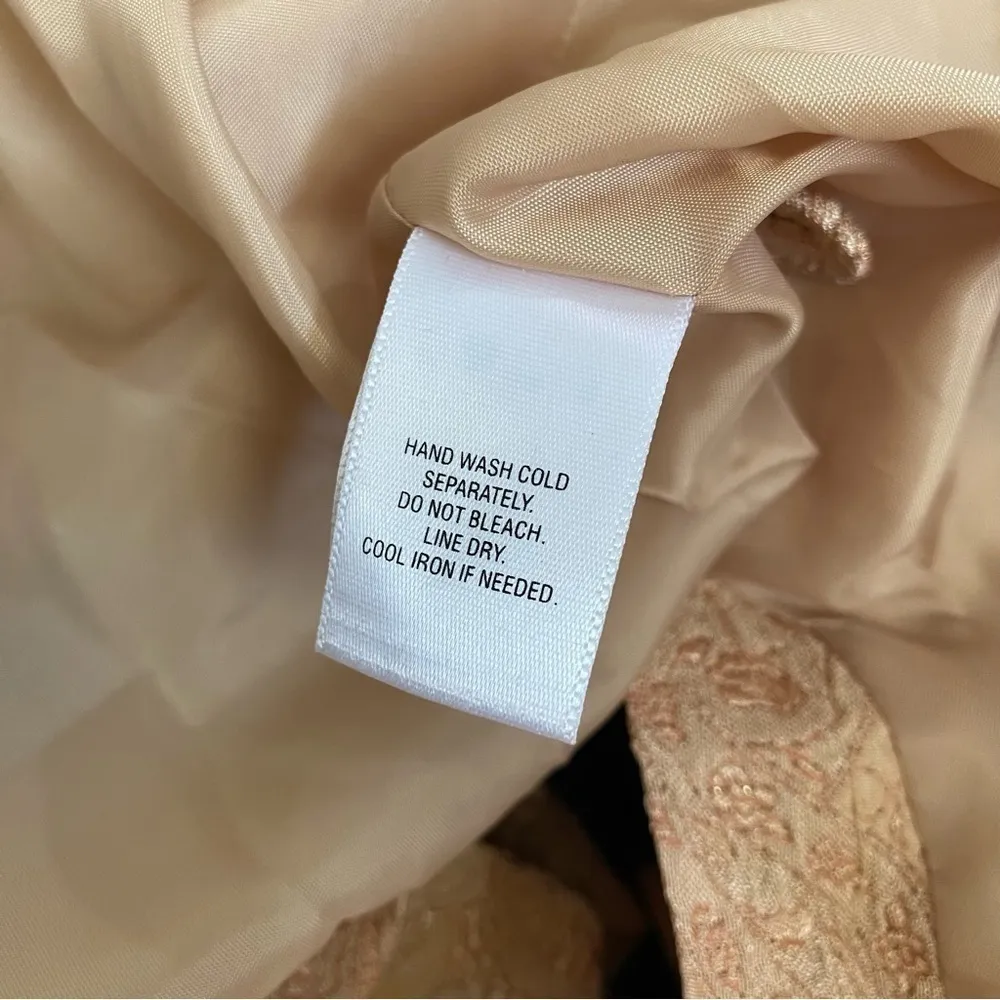 HAND WASH COLD
SEPARATELY.
DO NOT BLEACH.
LINE DRY.
COOL IRON IF NEEDED.